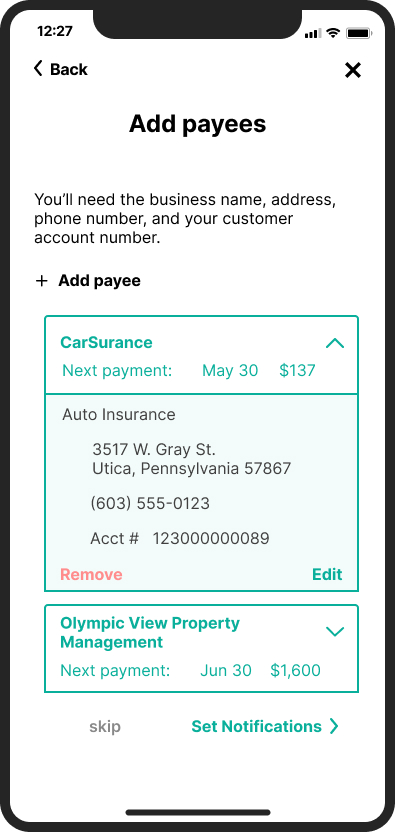 12:27
Back
Add payees
You’ll need the business name, address,
phone number, and your customer
account number.
+ Add payee
CarSurance
Next payment: May 30 $137
Auto Insurance
3517 W. Gray St.
Utica, Pennsylvania 57867
(603) 555-0123
Acct # 123000000089
Remove Edit
Olympic View Property
Management
Next payment: Jun 30 $1,600
skip Set Notifications